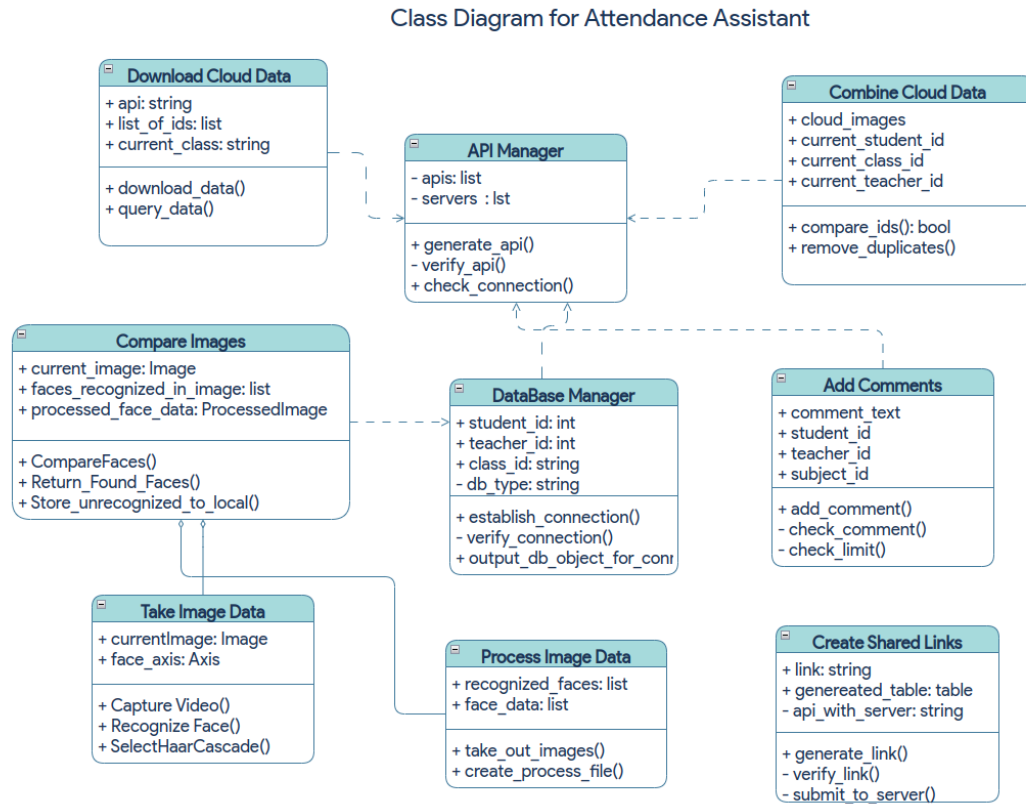 Class Diagram for Attendance Assistant
Download Cloud Data
+ api: string
+ list_of_ids: list
+ current_class: string
+ download_data()
+ query_data()
API Manager
- apis: list
- servers : lst
+ generate_api()
- verify_api()
+ check_connection()
Combine Cloud Data
+ cloud_images
+ current_student_id
+ current_class_id
+ current_teacher_id
+ compare_ids(): bool
+ remove_duplicates()
Compare Images
+ current_image: Image
+ faces_recognized_in_image: list
+ processed_face_data: ProcessedImage
+ CompareFaces()
+ Return_Found_Faces()
+ Store_unrecognized_to_local()
DataBase Manager
+ student_id: int
+ teacher_id: int
+ class_id: string
- db_type: string
+ establish_connection()
- verify_connection()
+ output_db_object_for_conr
Add Comments
+ comment_text
+ student_id
+ teacher_id
+ subject_id
+ add_comment()
- check_comment()
- check_limit()
Take Image Data
+ currentImage: Image
+ face_axis: Axis
+ Capture Video()
+ Recognize Face()
+ SelectHaarCascade()
Process Image Data
+ recognized_faces: list
+ face_data: list
+ take_out_images()
+ create_process_file()
Create Shared Links
+ link: string
+ genereated_table: table
- api_with_server: string
+ generate_link()
- verify_link()
- submit_to_server()